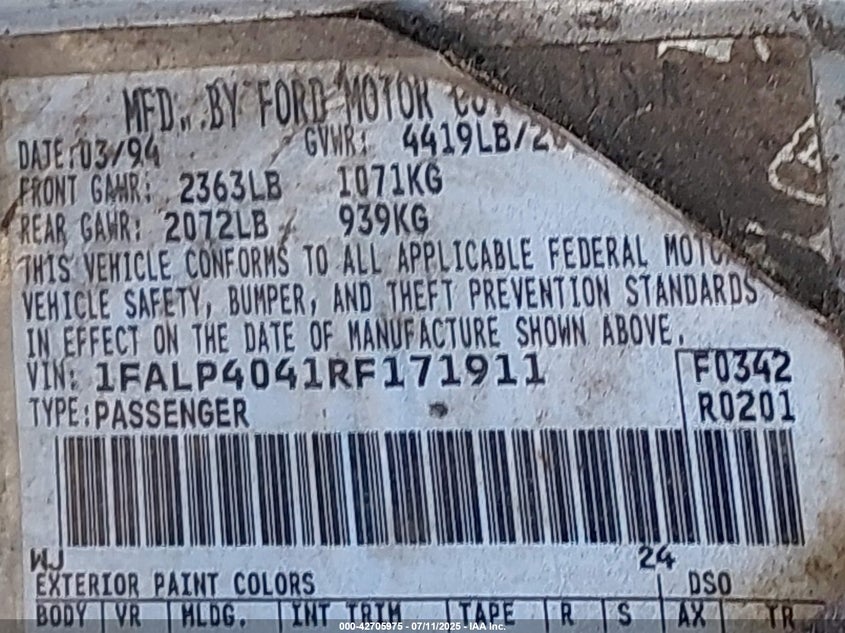 MFD. BY FORD MOTOR CO
U.S.A.
DATE: 03/94 GVWR: 4419LB/20
FRONT GAWR: 2363LB 1071KG
REAR GAWR: 2072LB 939KG
THIS VEHICLE CONFORMS TO ALL APPLICABLE FEDERAL MOTOR
VEHICLE SAFETY, BUMPER, AND THEFT PREVENTION STANDARDS
IN EFFECT ON THE DATE OF MANUFACTURE SHOWN ABOVE.
VIN: 1FALP4041RF171911 F0342
TYPE: PASSENGER R0201
WJ 24
EXTERIOR PAINT COLORS DSO
BODY VR MLDG. INT TRIM TAPE R S AX TR
000-42705975 - 07/11/2025 - IAA Inc.